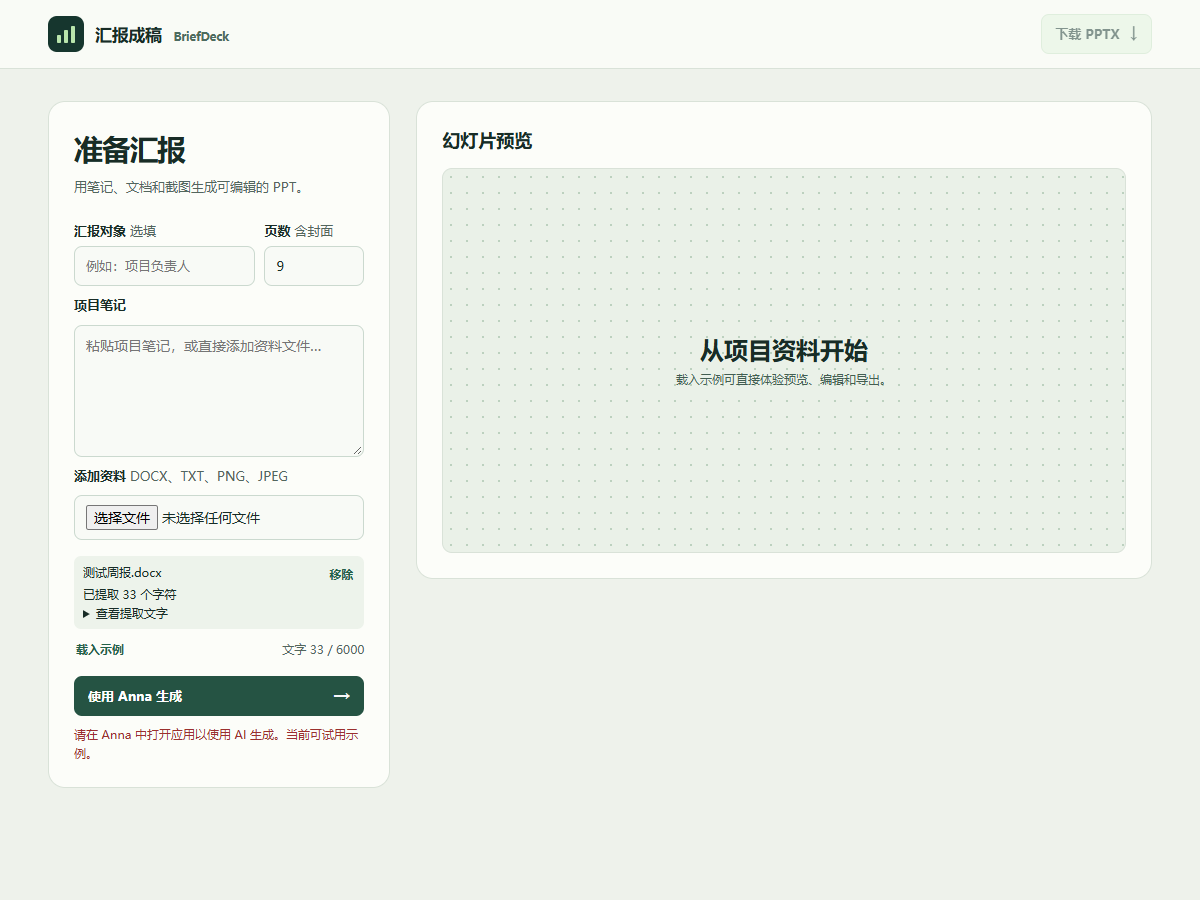 汇报成稿 BriefDeck
下载 PPTX ↓
准备汇报
用笔记、文档和截图生成可编辑的 PPT。
汇报对象 选填
页数 含封面
例如：项目负责人
9
项目笔记
粘贴项目笔记，或直接添加资料文件...
添加资料 DOCX、TXT、PNG、JPEG
选择文件 未选择任何文件
测试周报.docx
移除
已提取 33 个字符
▶ 查看提取文字
载入示例
文字 33 / 6000
使用 Anna 生成 →
请在 Anna 中打开应用以使用 AI 生成。当前可试用示
例。
幻灯片预览
从项目资料开始
载入示例可直接体验预览、编辑和导出。